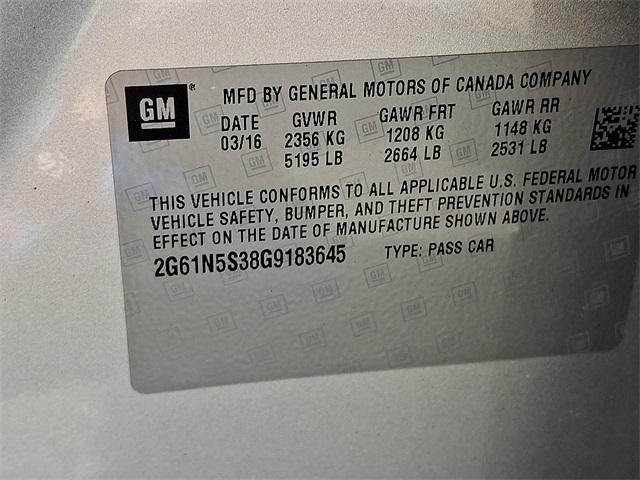 GM ® MFD BY GENERAL MOTORS OF CANADA COMPANY
DATE GVWR GAWR FRT GAWR RR
03/16 2356 KG 1208 KG 1148 KG
5195 LB 2664 LB 2531 LB
THIS VEHICLE CONFORMS TO ALL APPLICABLE U.S. FEDERAL MOTOR
VEHICLE SAFETY, BUMPER, AND THEFT PREVENTION STANDARDS IN
EFFECT ON THE DATE OF MANUFACTURE SHOWN ABOVE.
2G61N5S38G9183645 TYPE: PASS CAR